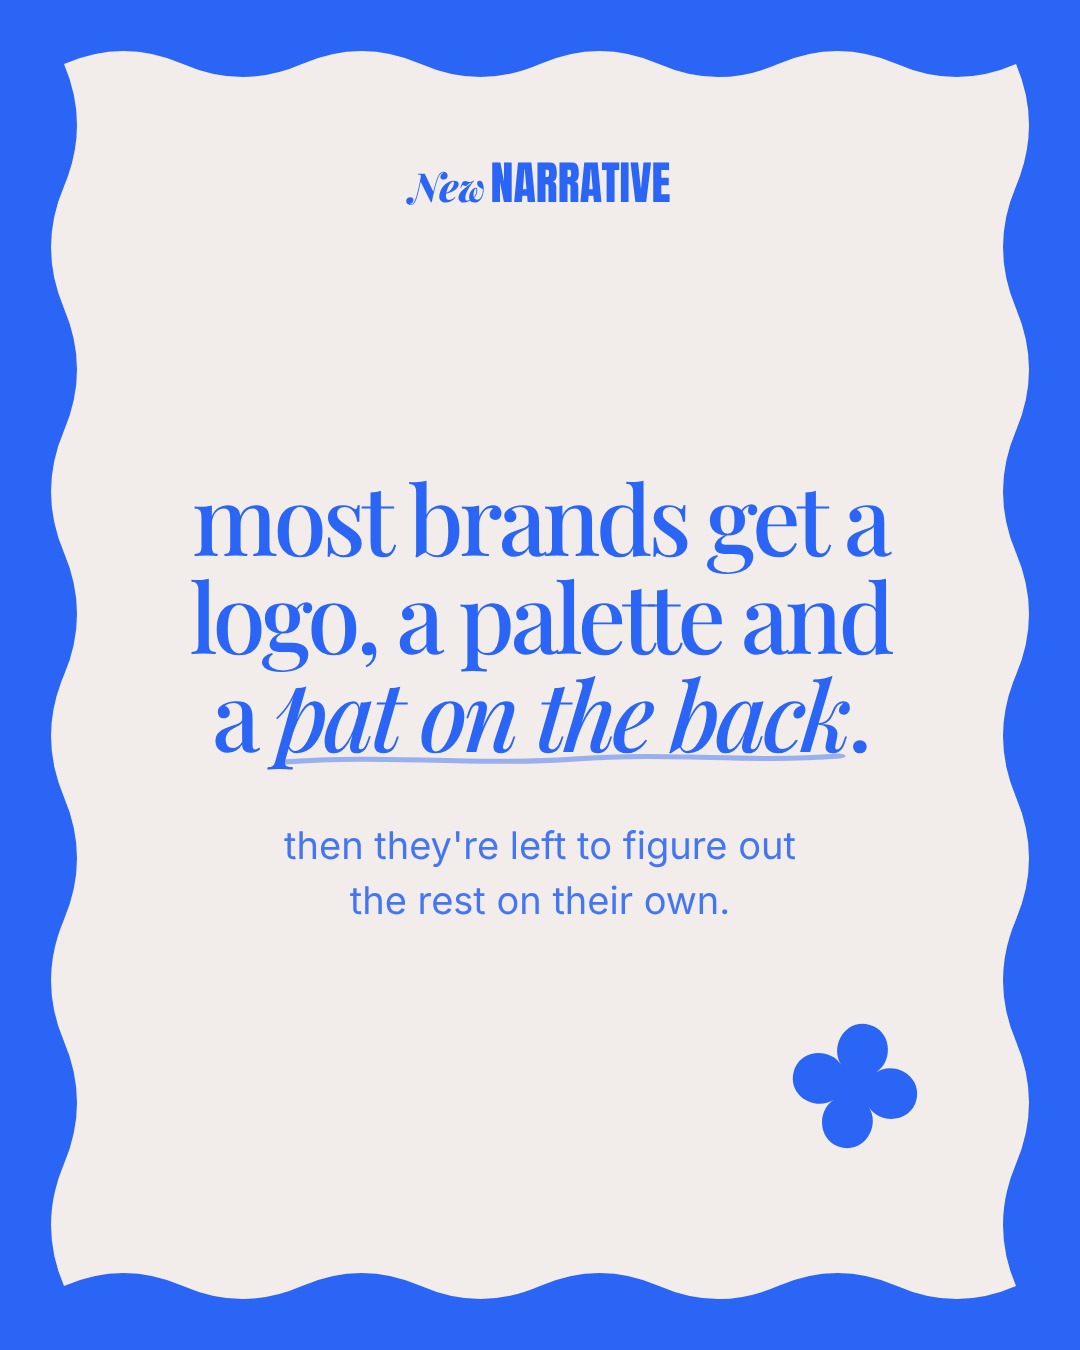 New NARRATIVE
most brands get a
logo, a palette and
a pat on the back.
then they're left to figure out
the rest on their own.